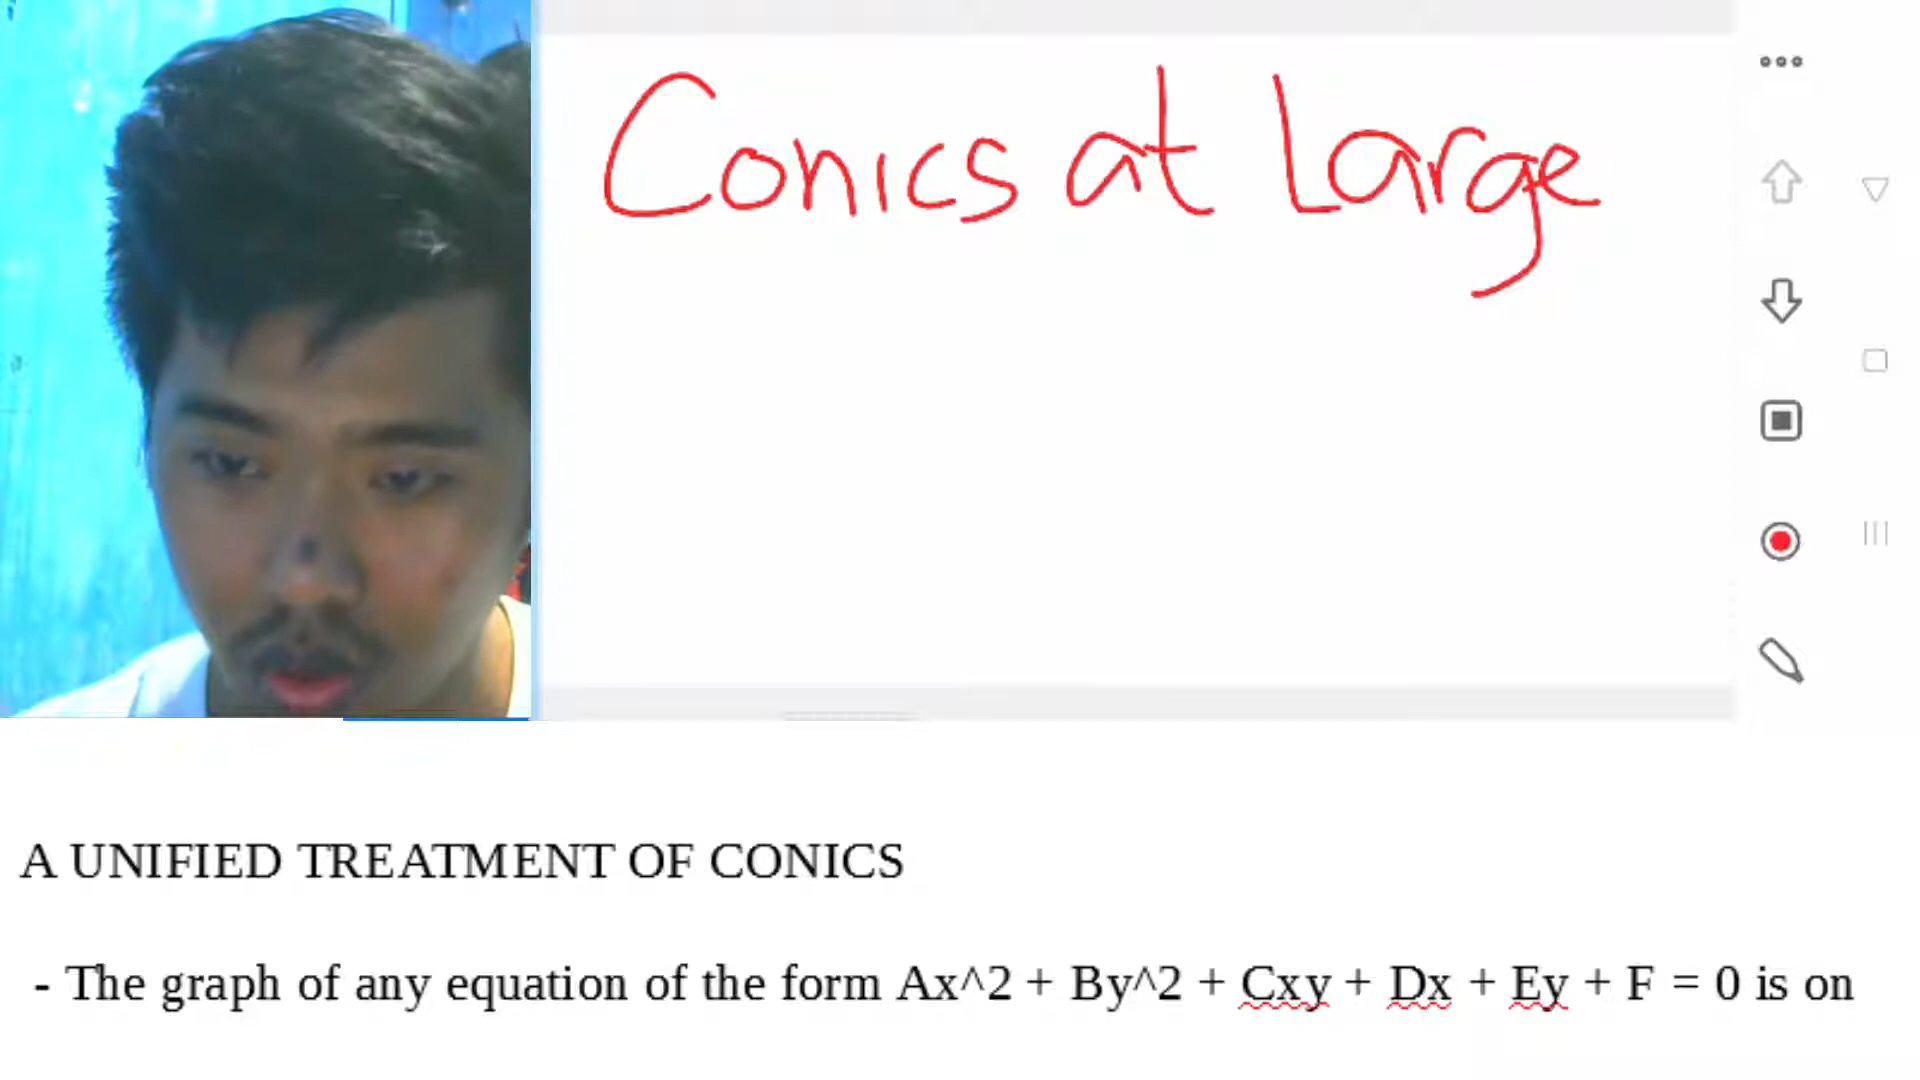 Conics at Large
A UNIFIED TREATMENT OF CONICS
- The graph of any equation of the form Ax^2 + By^2 + Cxy + Dx + Ey + F = 0 is on